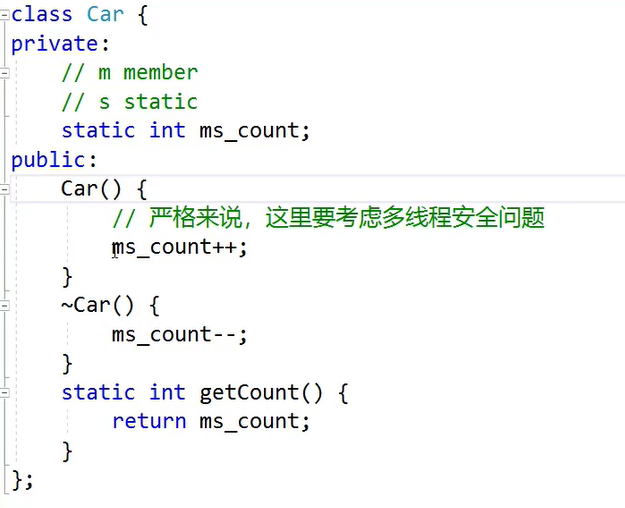 class Car {
private:
    // m member
    // s static
    static int ms_count;
public:
    Car() {
        // 严格来说，这里要考虑多线程安全问题
        ms_count++;
    }
    ~Car() {
        ms_count--;
    }
    static int getCount() {
        return ms_count;
    }
};